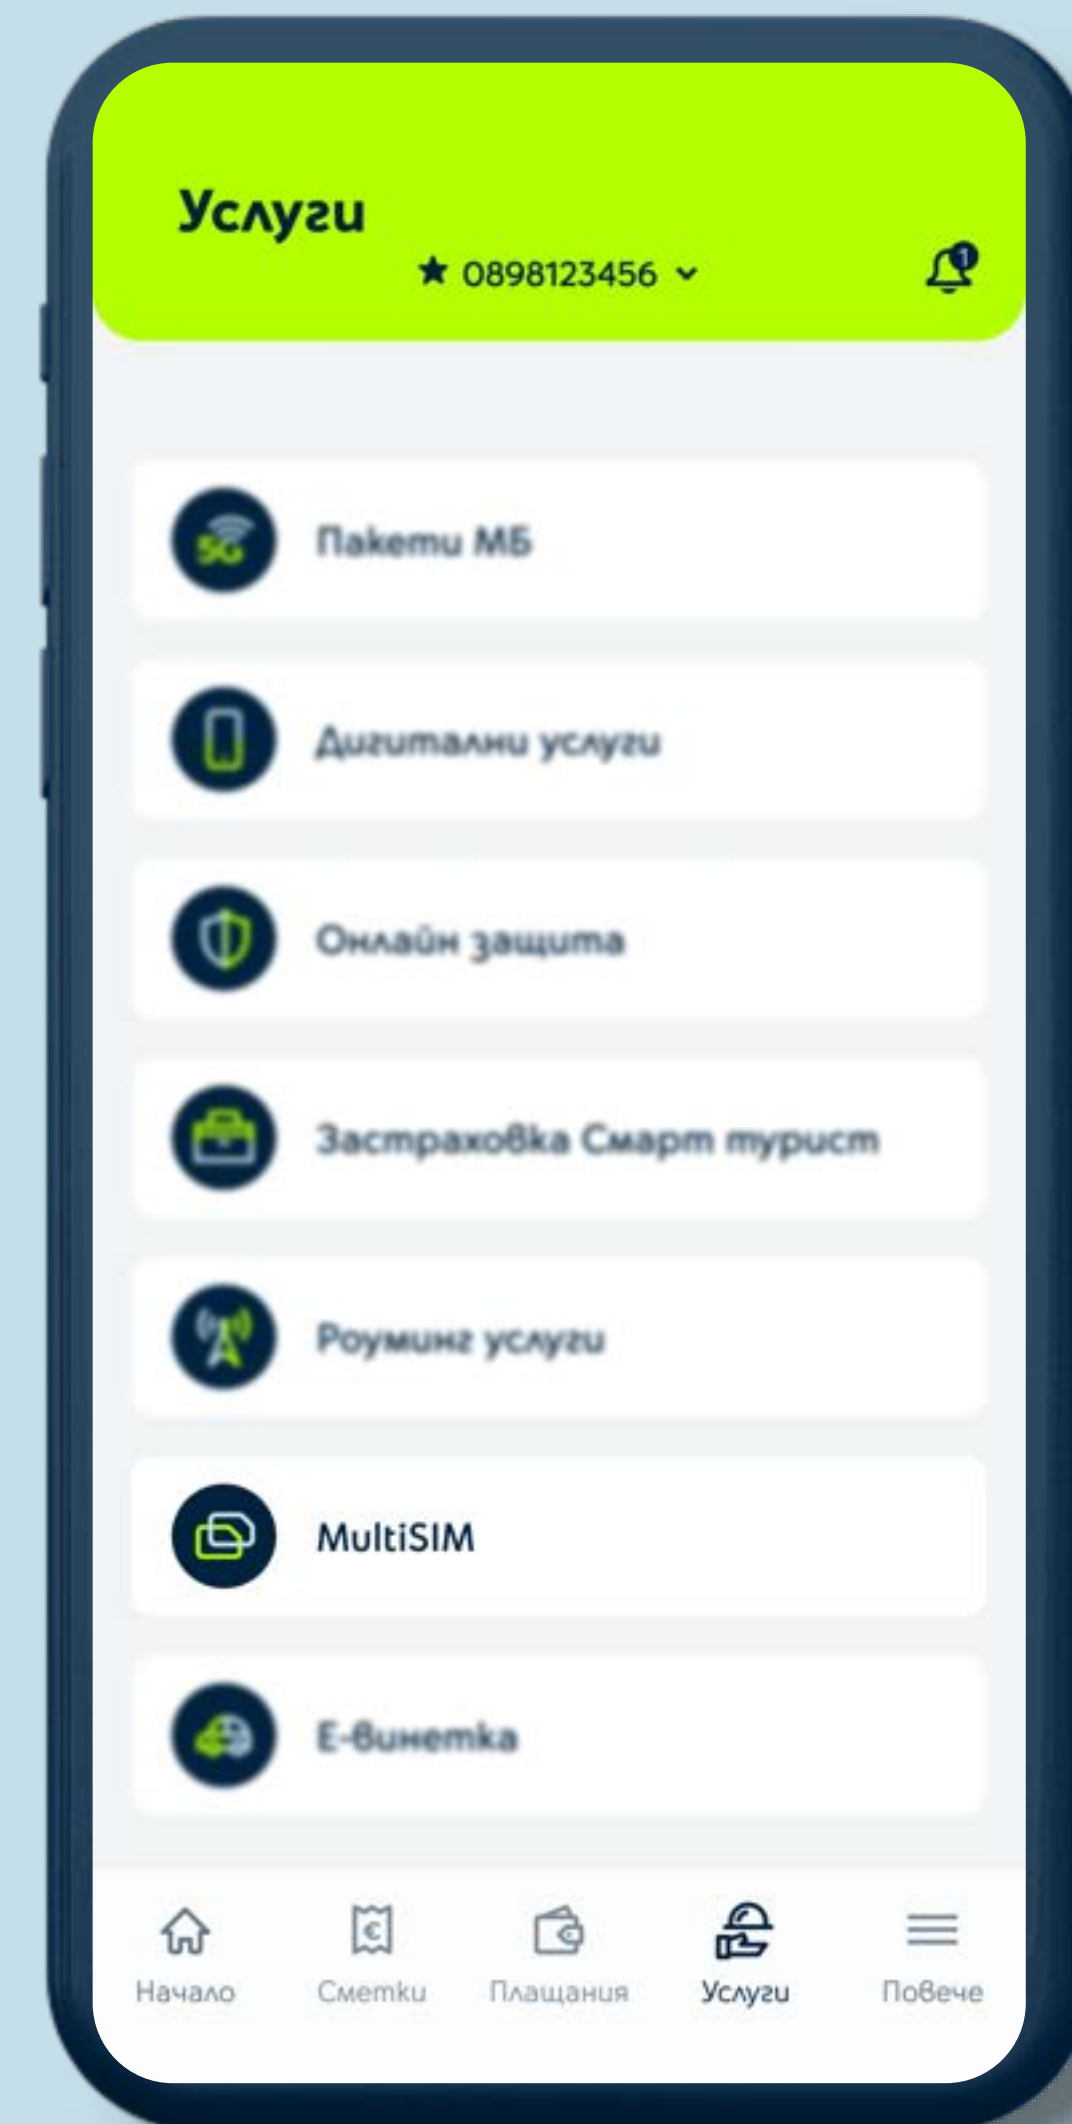 Услуги
★ 0898123456
1
5G
Пакети МБ
Дигитални услуги
Онлайн защита
Застраховка Смарт турист
Роуминг услуги
MultiSIM
Е-винетка
Начало
Сметки
Плащания
Услуги
Повече